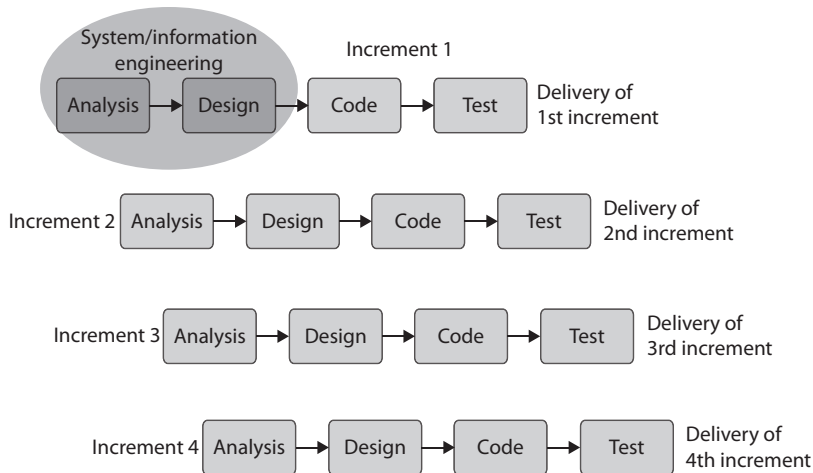 System/information
engineering
Increment 1
Analysis
Design
Code
Test
Delivery of
1st increment
Increment 2
Analysis
Design
Code
Test
Delivery of
2nd increment
Increment 3
Analysis
Design
Code
Test
Delivery of
3rd increment
Increment 4
Analysis
Design
Code
Test
Delivery of
4th increment